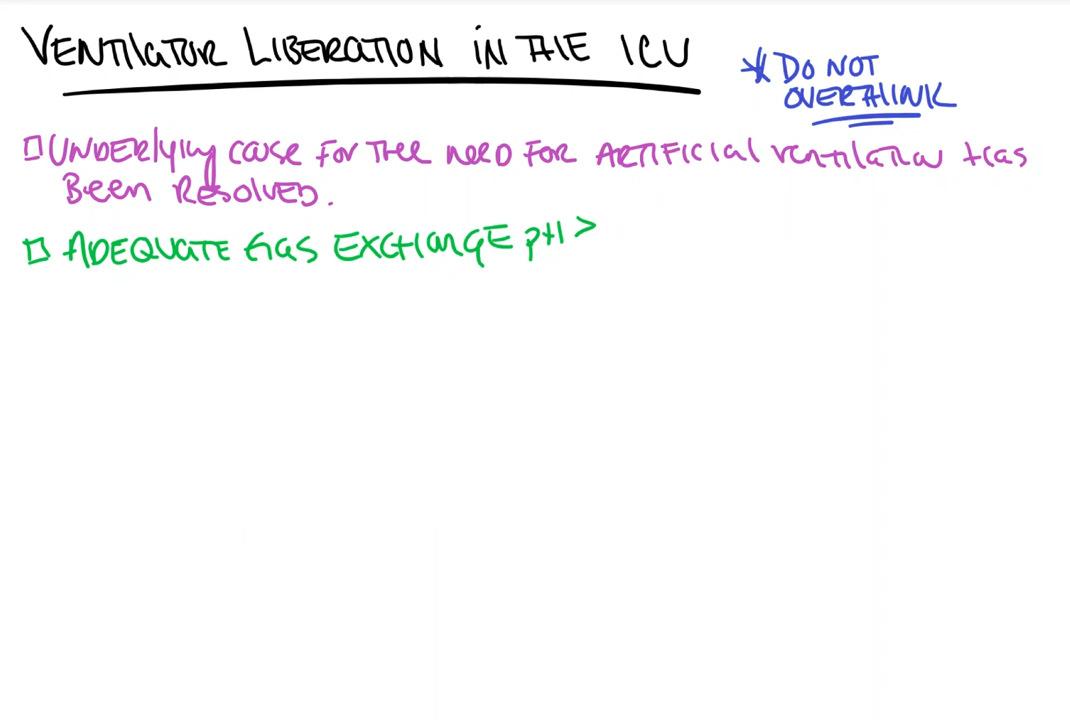 VENTILATOR LIBERATION IN THE ICU
* DO NOT
OVERTHINK
□ UNDERlying cause FOR THE NEED FOR ARTIFICIAL ventilation Has
Been RESOLVED.
□ ADEQUATE GAS EXCHANGE pH >